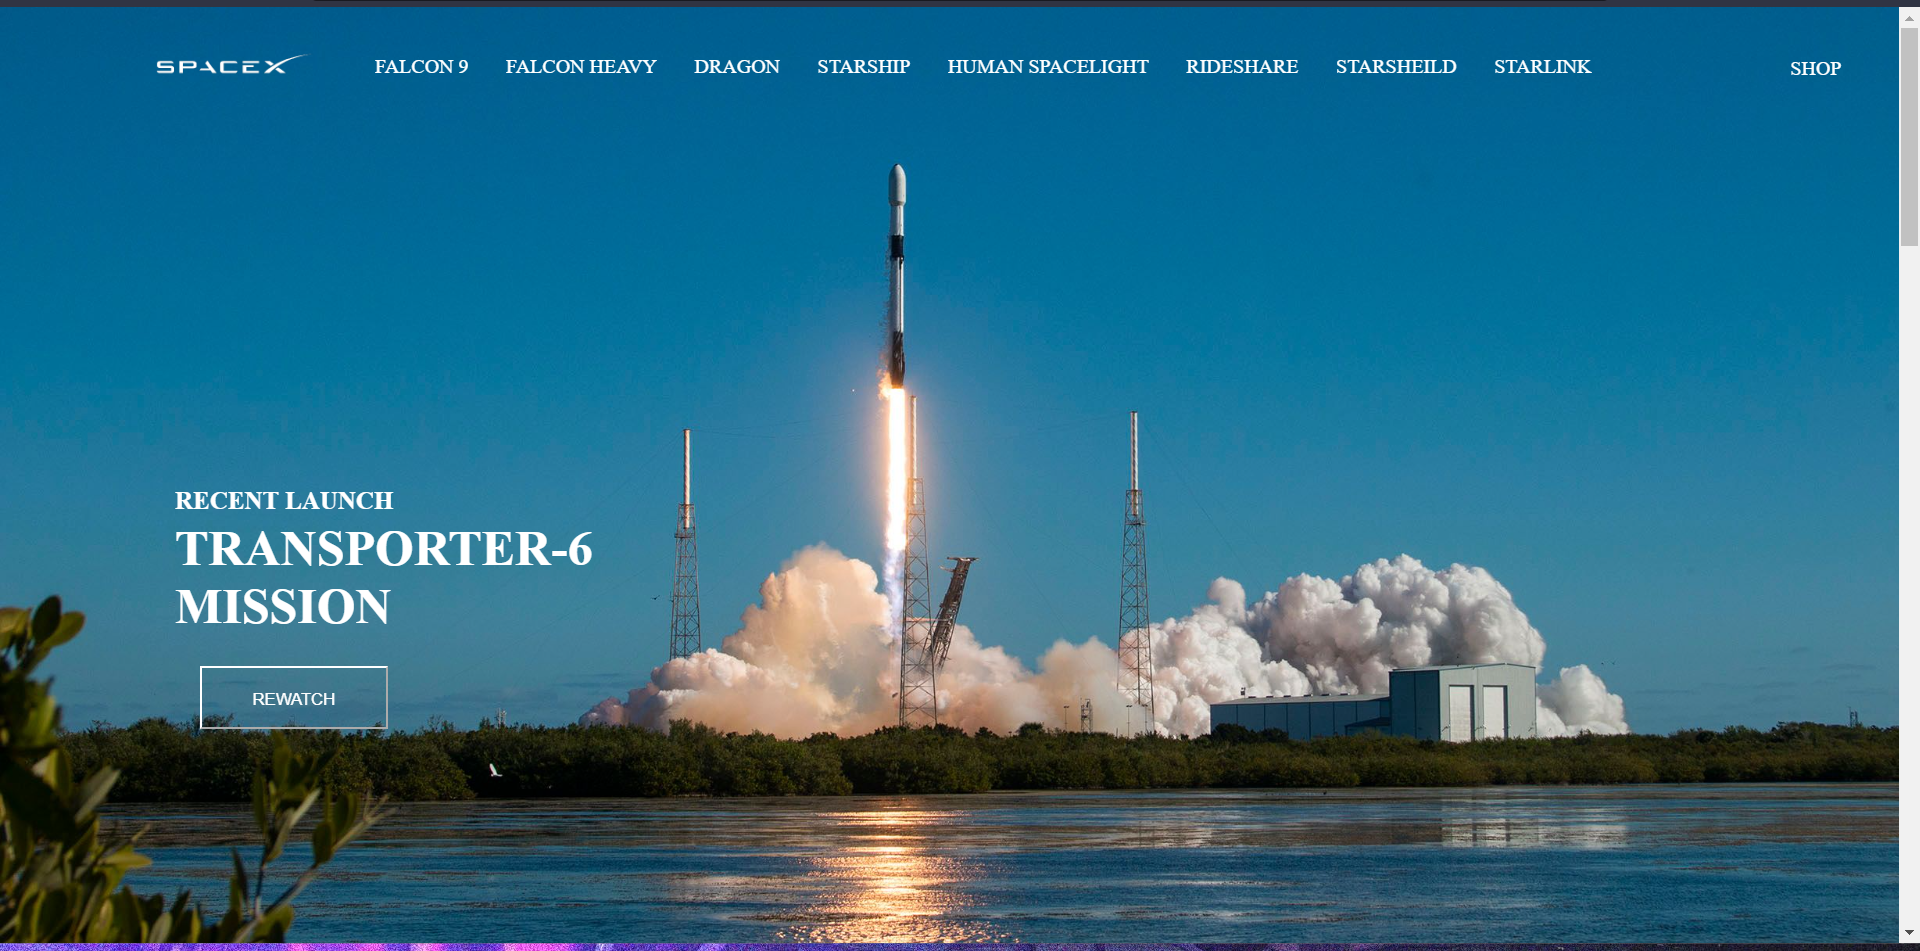 SPACEX
FALCON 9
FALCON HEAVY
DRAGON
STARSHIP
HUMAN SPACELIGHT
RIDESHARE
STARSHEILD
STARLINK
SHOP
RECENT LAUNCH
TRANSPORTER-6
MISSION
REWATCH